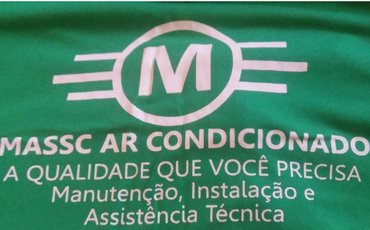 M
MASSC AR CONDICIONADO
A QUALIDADE QUE VOCÊ PRECISA
Manutenção, Instalação e
Assistência Técnica